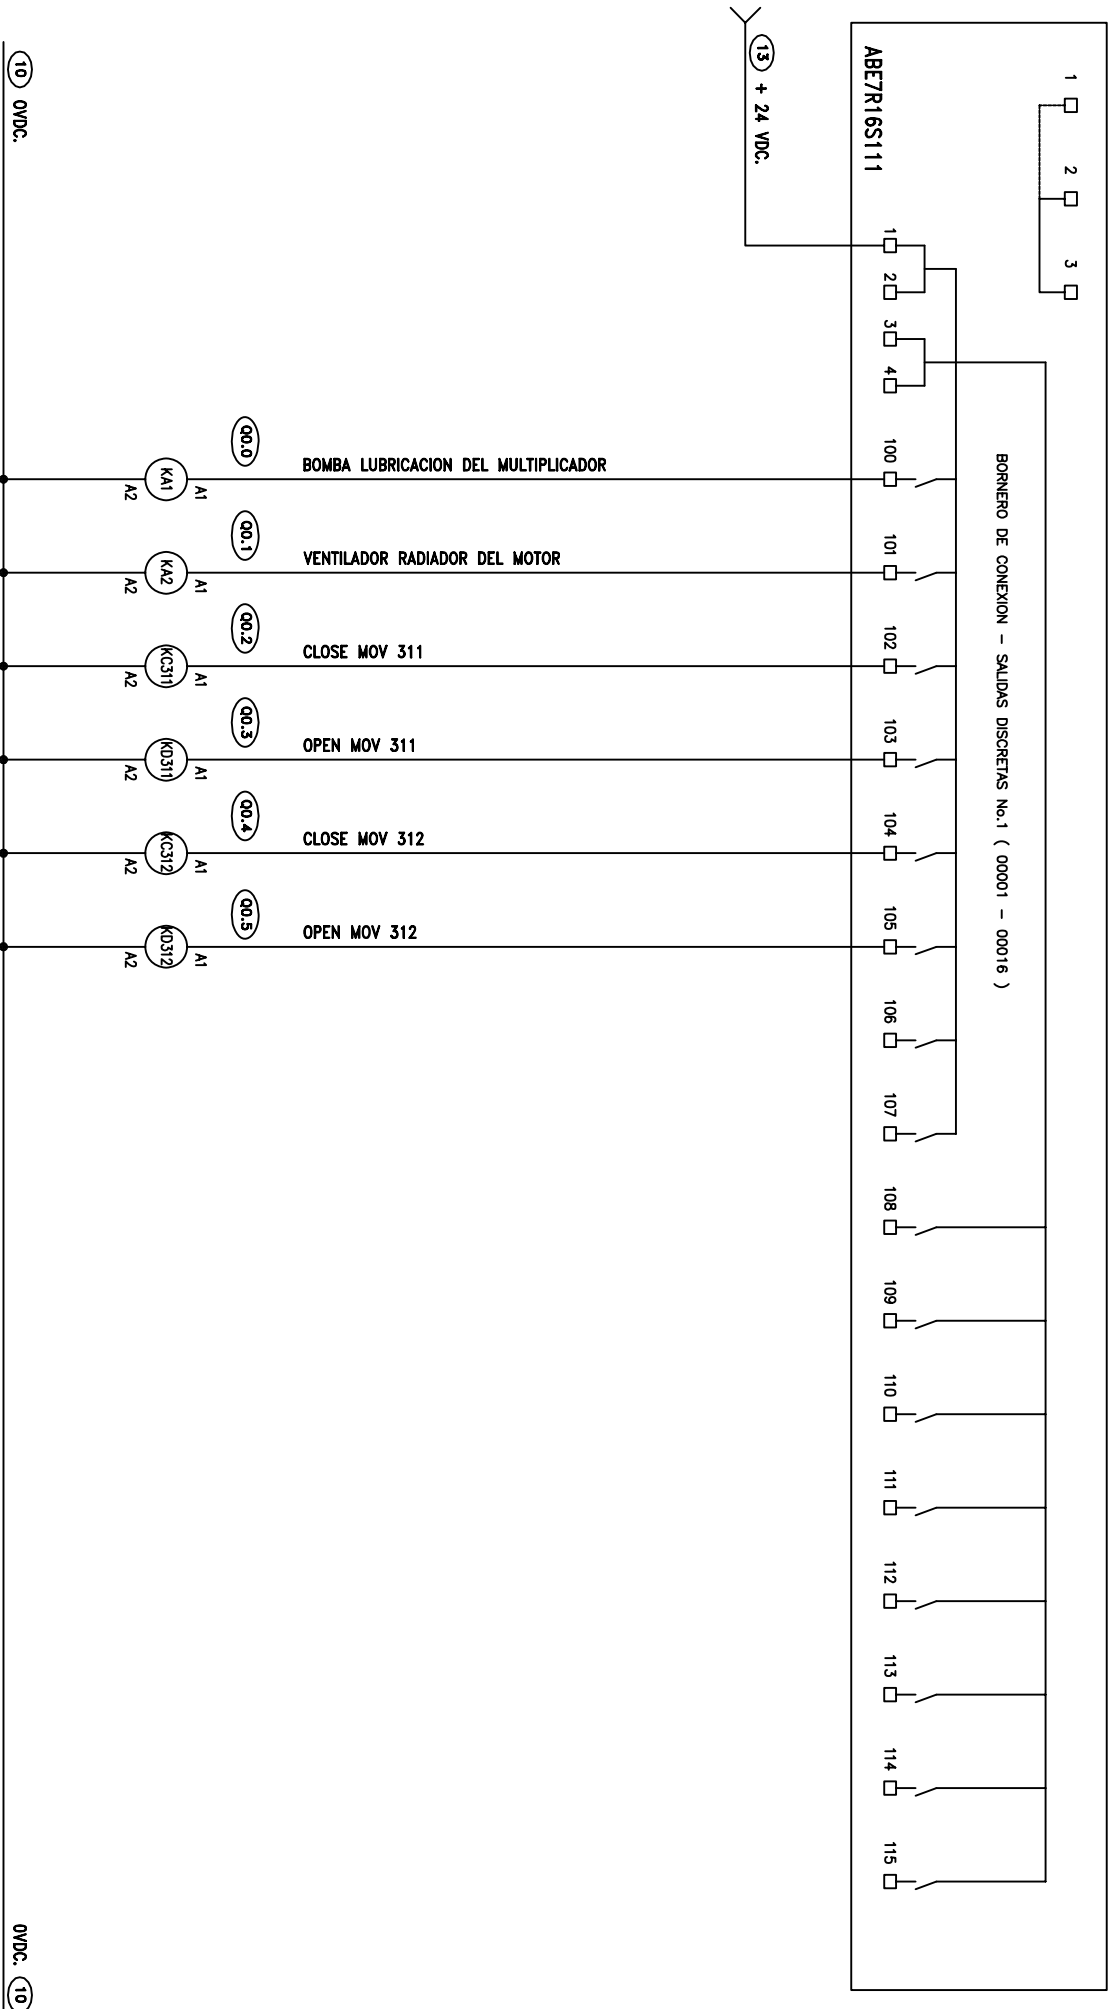 1
2
3
BORNERO DE CONEXION - SALIDAS DISCRETAS No.1 ( 00001 - 00016 )
ABE7R16S111
1
2
3
4
100
101
102
103
104
105
106
107
108
109
110
111
112
113
114
115
13 + 24 VDC.
BOMBA LUBRICACION DEL MULTIPLICADOR
VENTILADOR RADIADOR DEL MOTOR
CLOSE MOV 311
OPEN MOV 311
CLOSE MOV 312
OPEN MOV 312
Q0.0
Q0.1
Q0.2
Q0.3
Q0.4
Q0.5
A1
A1
A1
A1
A1
A1
KA1
KA2
KC311
KD311
KC312
KD312
A2
A2
A2
A2
A2
A2
10 0VDC.
0VDC. 10